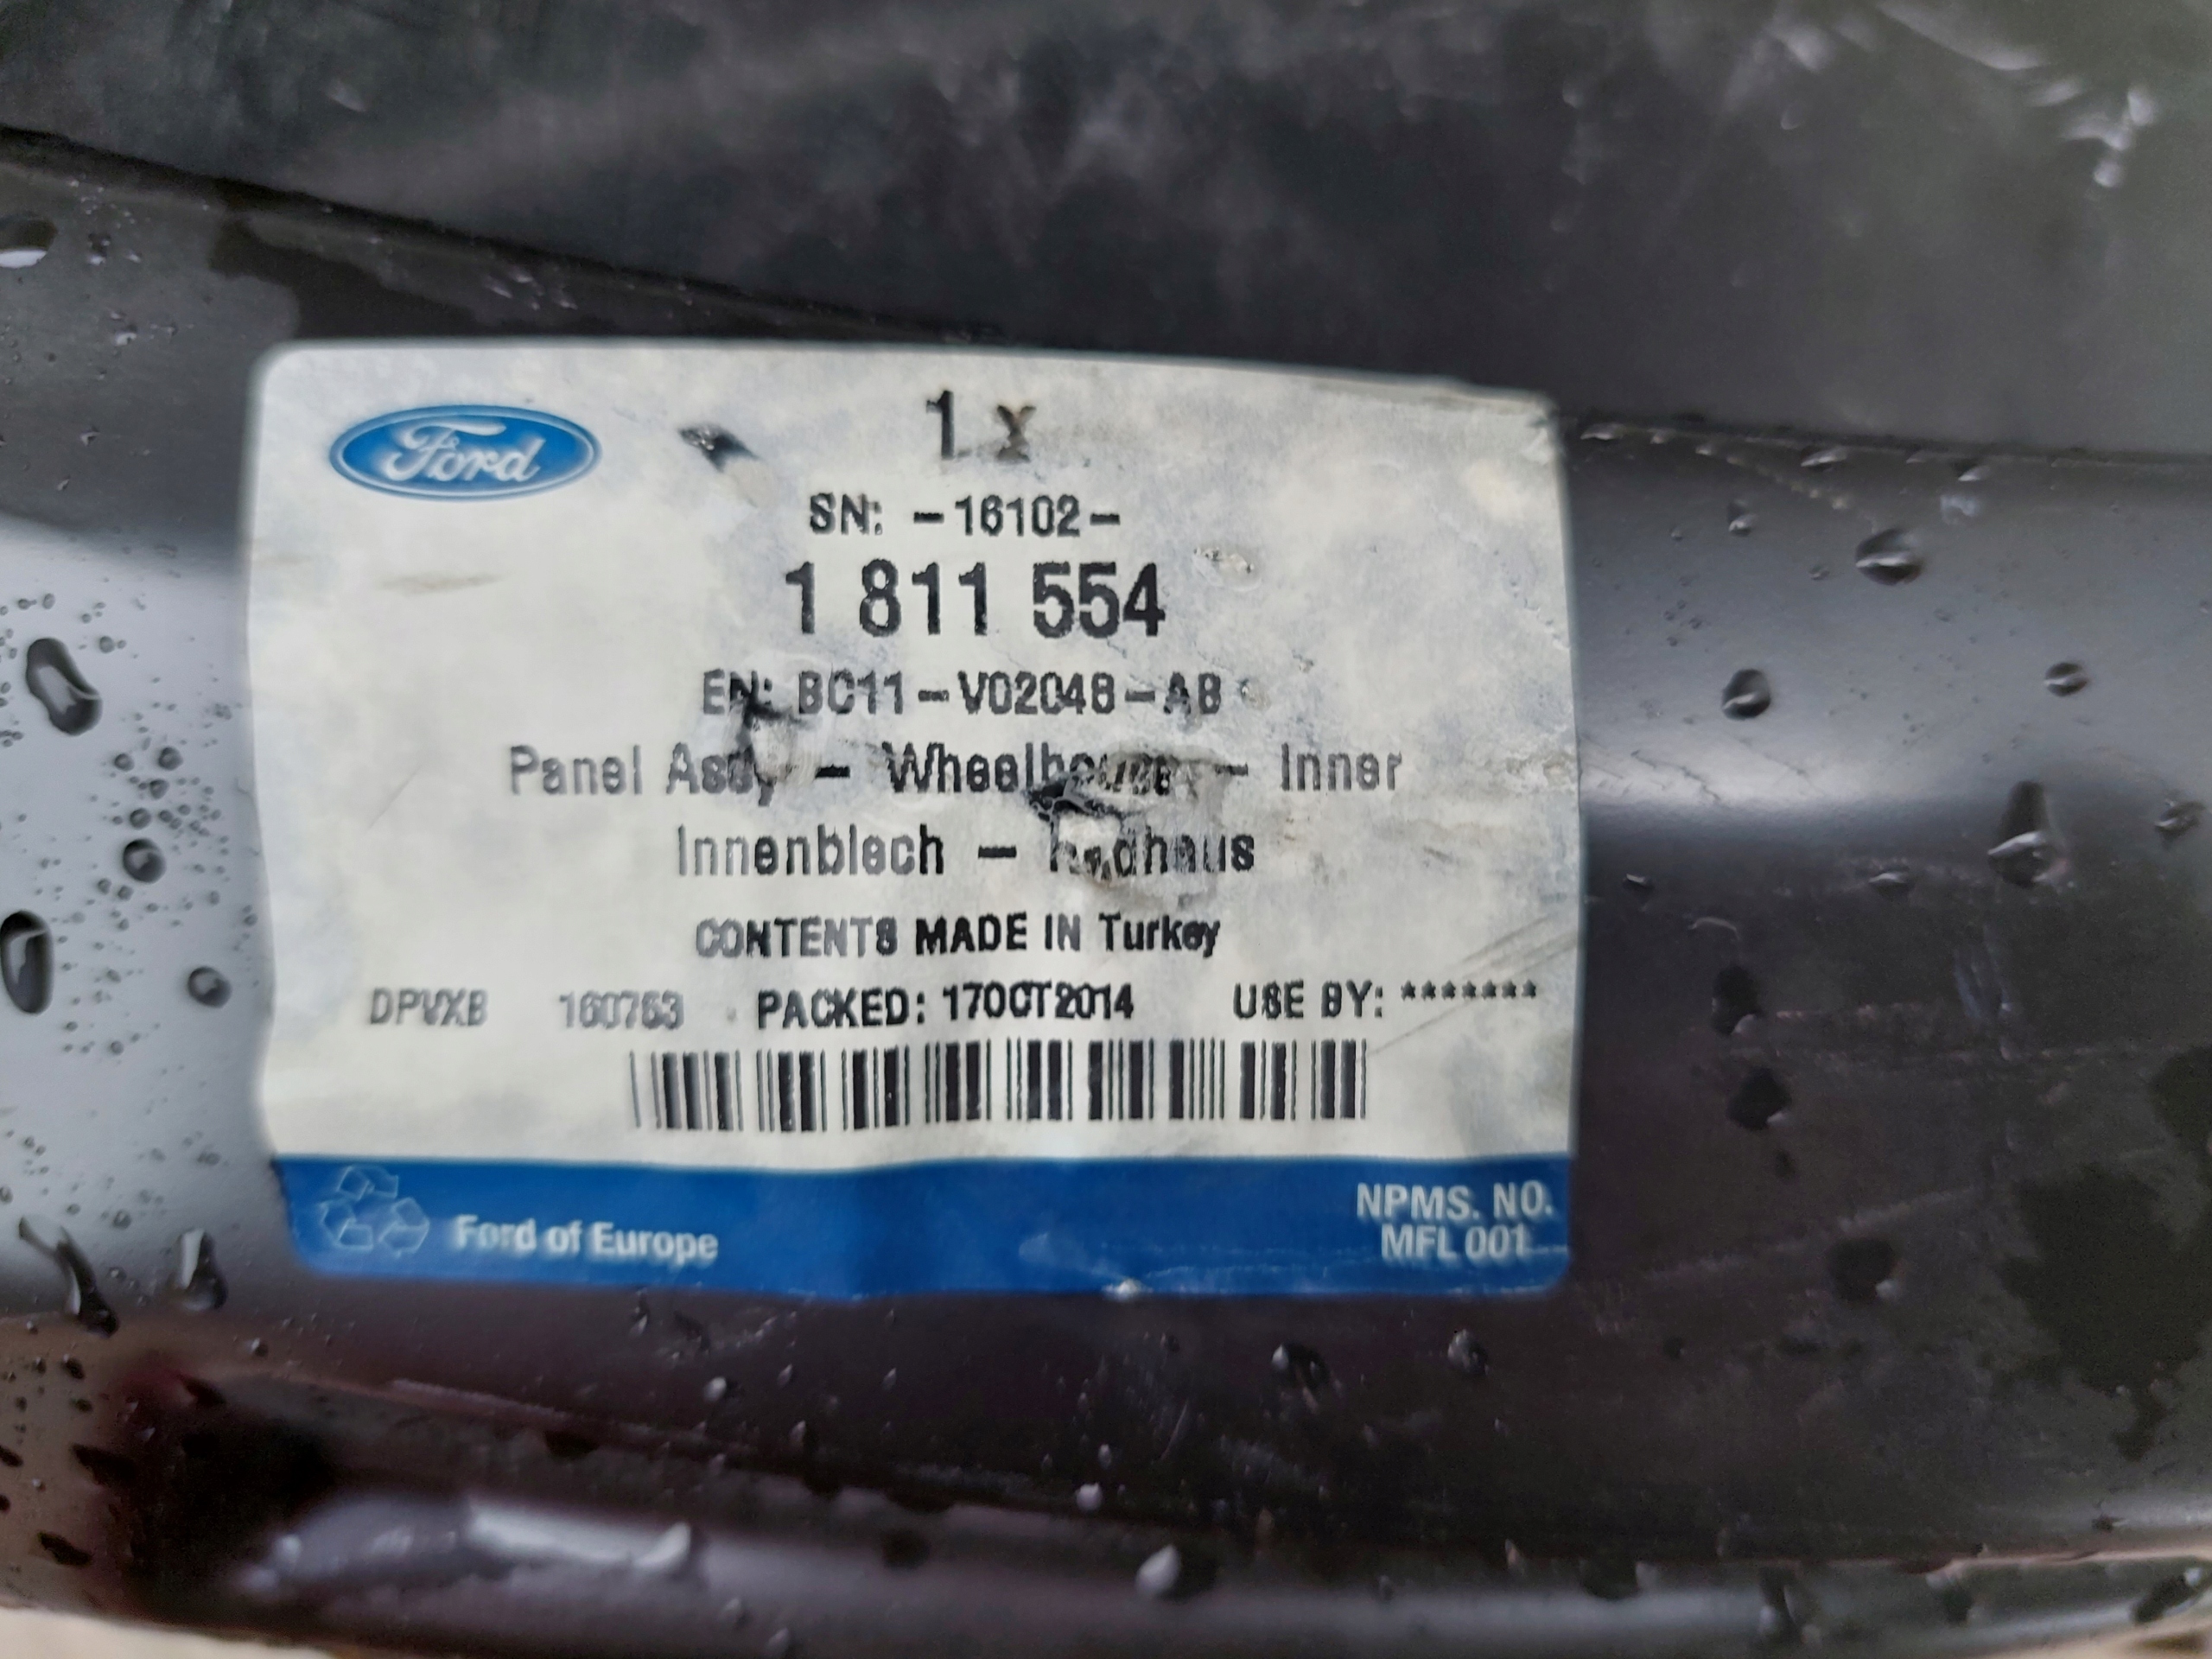 Ford
1 x
SN: -16102-
1 811 554
EN: BC11-V02048-AB
Panel Assy - Wheelhouse - Inner
Innenblech - Radhaus
CONTENTS MADE IN Turkey
DPVXB 160763 PACKED: 17OCT2014 USE BY: *******
Ford of Europe
NPMS. NO.
MFL 001